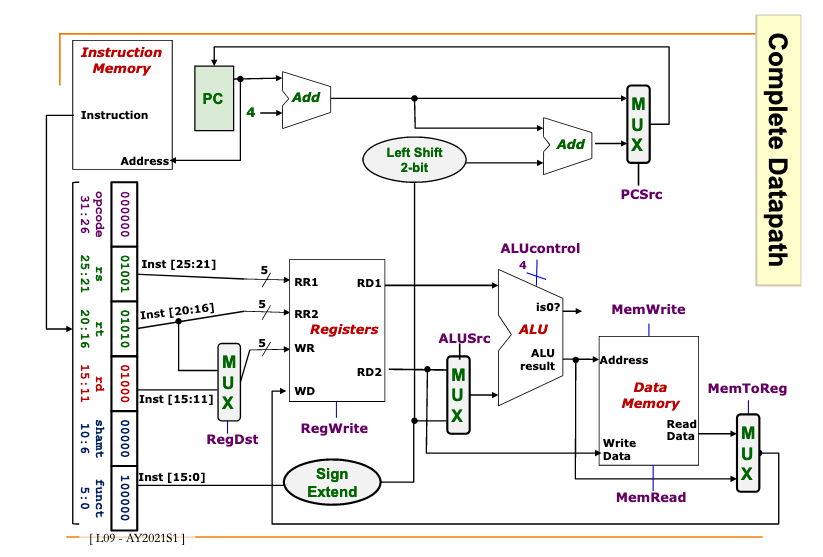 Complete Datapath
Instruction
Memory
Instruction
Address
PC
4
Add
Left Shift
2-bit
Add
M
U
X
PCSrc
opcode
31:26
000000
rs
25:21
01001
rt
20:16
01010
rd
15:11
01000
shamt
10:6
00000
funct
5:0
100000
Inst [25:21]
5
Inst [20:16]
5
5
M
U
X
Inst [15:11]
RegDst
Inst [15:0]
RR1
RR2
WR
WD
Registers
RD1
RD2
RegWrite
Sign
Extend
ALUSrc
M
U
X
ALUcontrol
4
is0?
ALU
ALU
result
MemWrite
Address
Data
Memory
Read
Data
Write
Data
MemRead
MemToReg
M
U
X
[ L09 - AY2021S1 ]